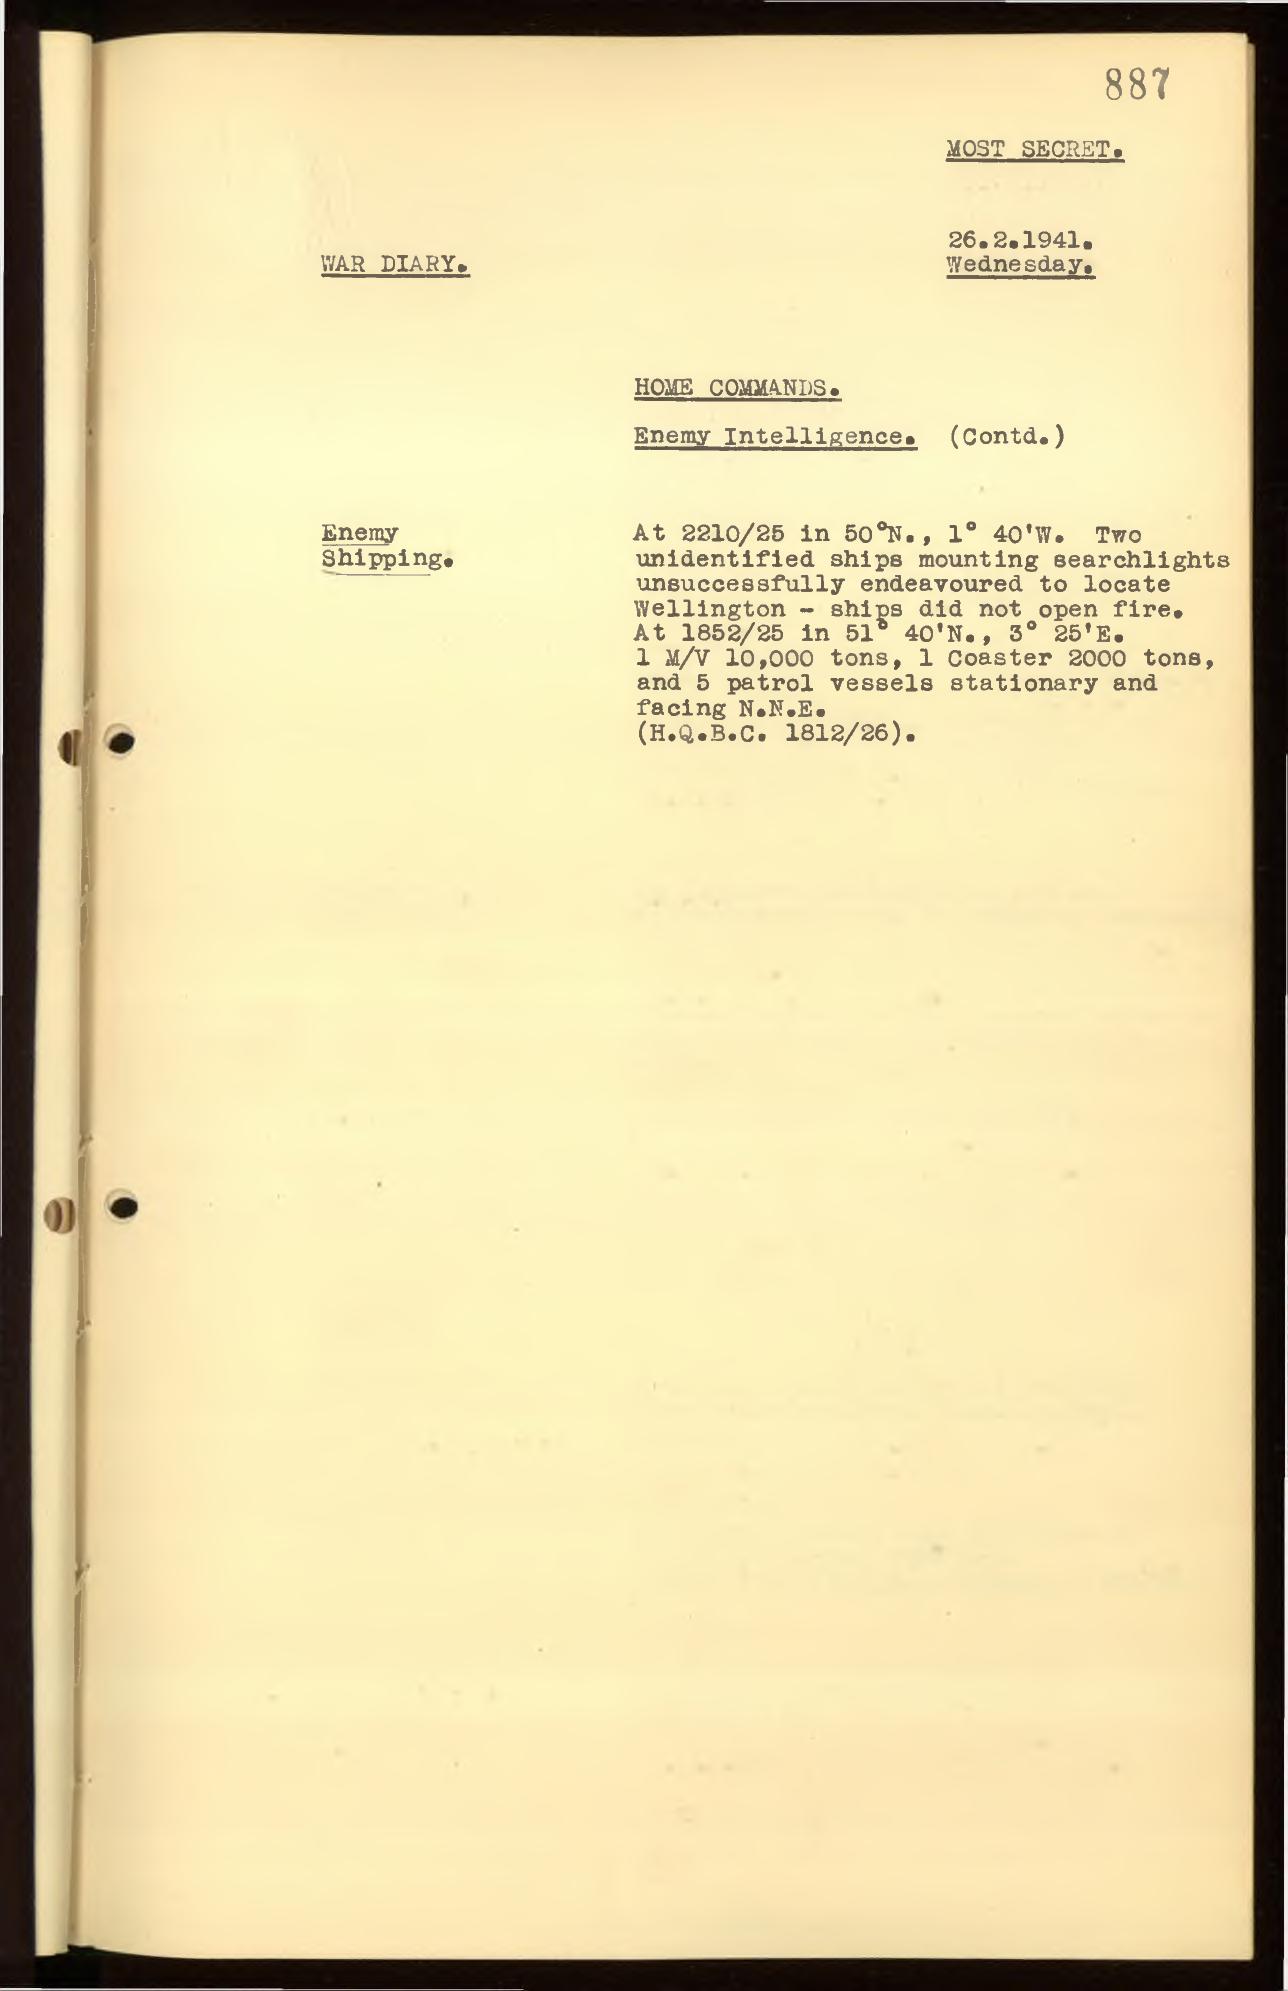 887
MOST SECRET.
26.2.1941.
WAR DIARY.
Wednesday.
HOME COMMANDS.
Enemy Intelligence. (Contd.)
Enemy
Shipping.
At 2210/25 in 50°N., 1° 40'W. Two
unidentified ships mounting searchlights
unsuccessfully endeavoured to locate
Wellington - ships did not open fire.
At 1852/25 in 51° 40'N., 3° 25'E.
1 M/V 10,000 tons, 1 Coaster 2000 tons,
and 5 patrol vessels stationary and
facing N.N.E.
(H.Q.B.C. 1812/26).